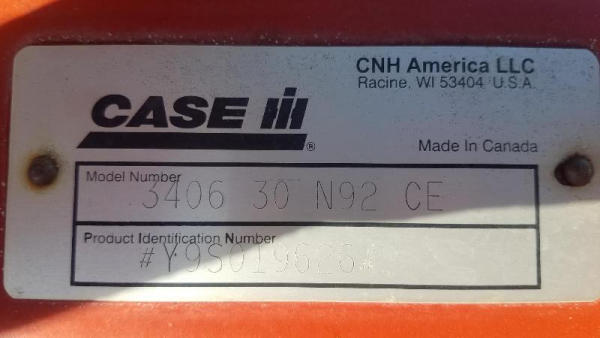 CNH America LLC
Racine, WI 53404 U.S.A.
CASE IH
®
Made In Canada
Model Number
3406 30 N92 CE
Product Identification Number
#Y9S019626#